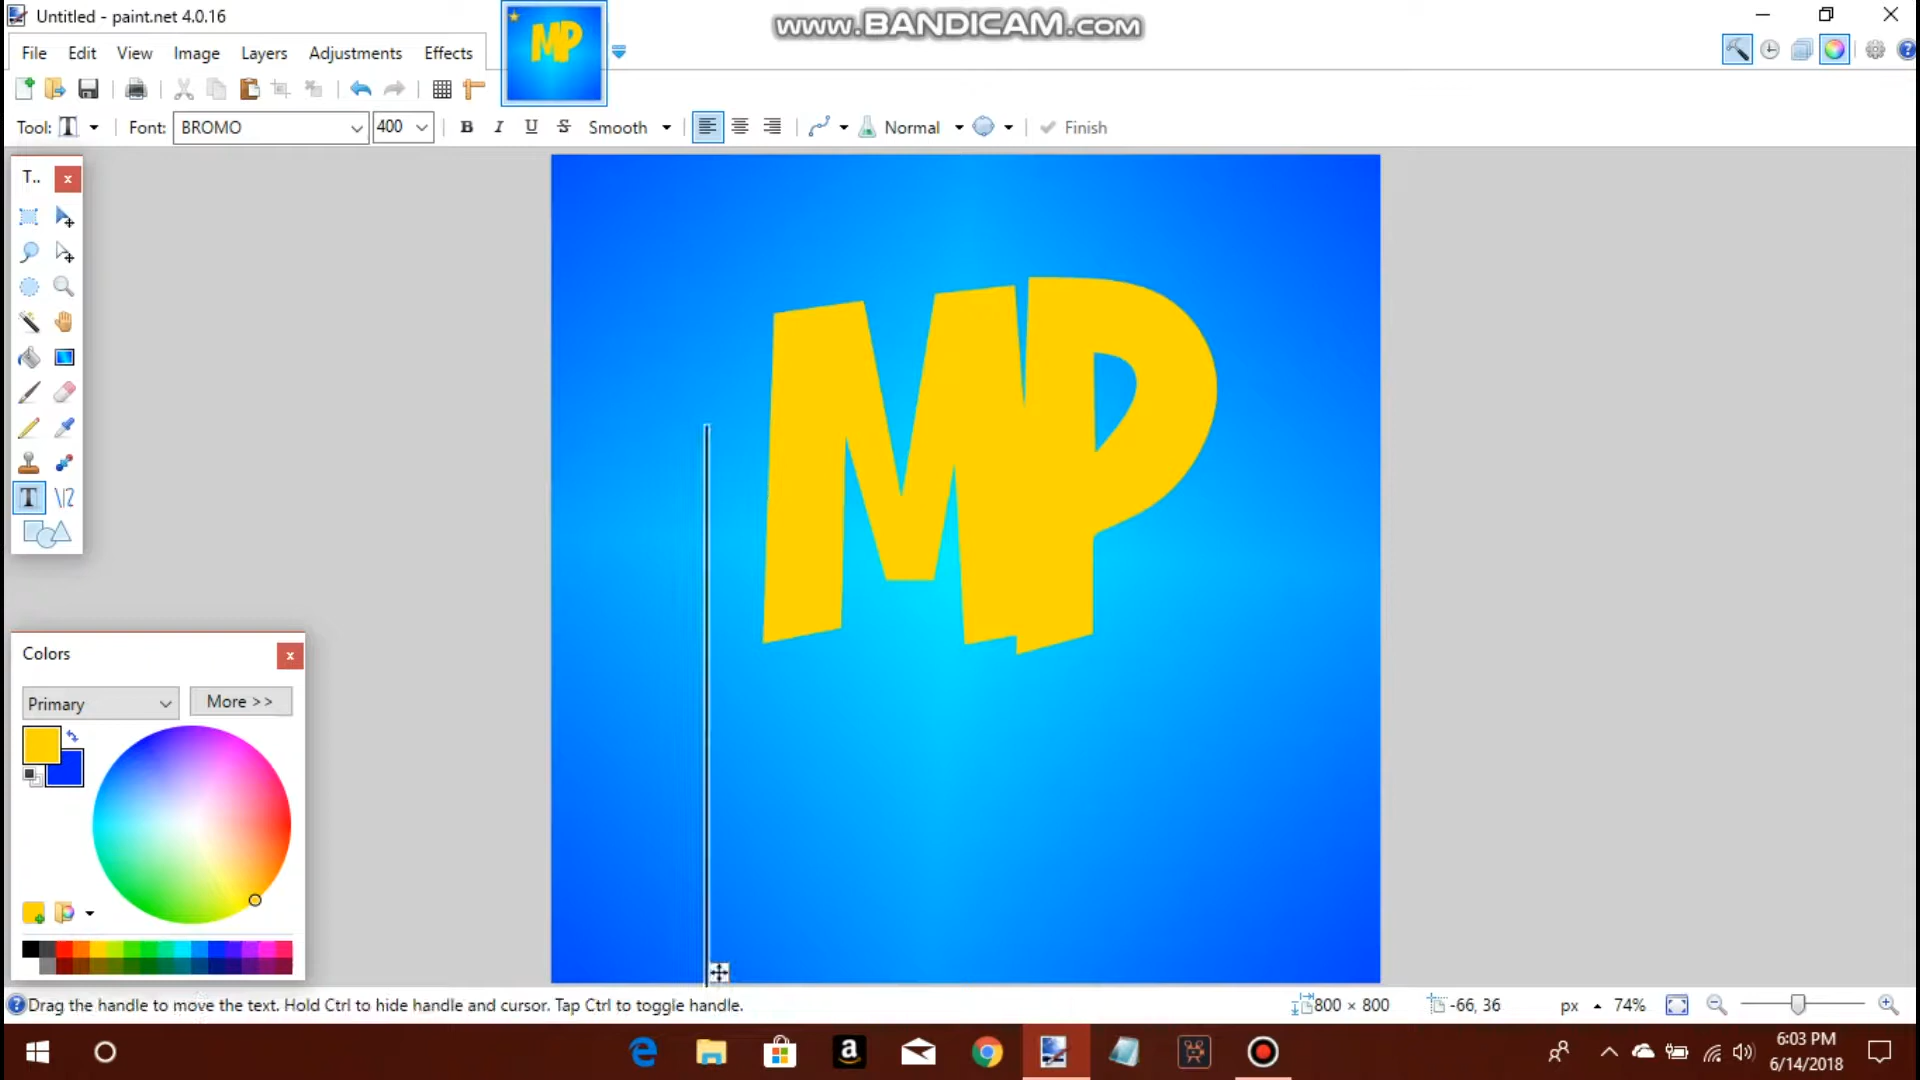 Untitled - paint.net 4.0.16
www.BANDICAM.com
File Edit View Image Layers Adjustments Effects
Tool: T Font: BROMO 400 B I U S Smooth Normal Finish
T..
MP
Colors
Primary More >>
Drag the handle to move the text. Hold Ctrl to hide handle and cursor. Tap Ctrl to toggle handle.
800 × 800 -66, 36 px 74%
6:03 PM
6/14/2018